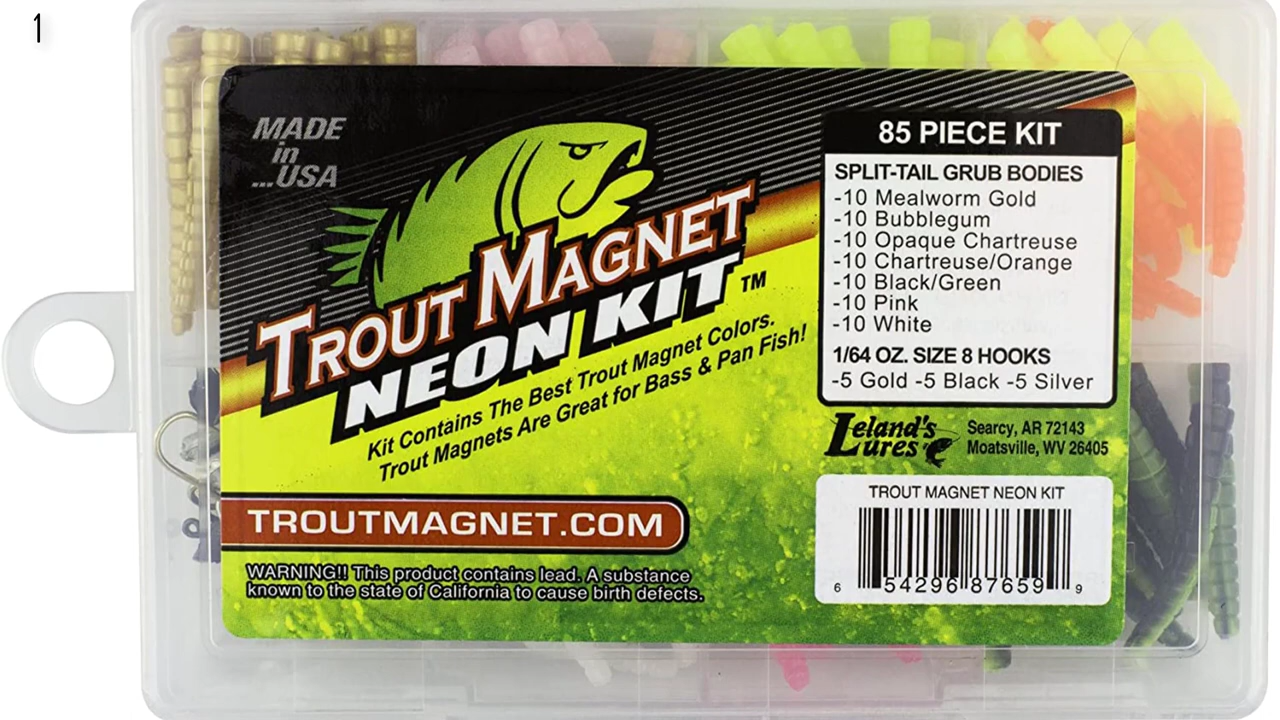 1
MADE
in
...USA
TROUT MAGNET
NEON KIT™
Kit Contains The Best Trout Magnet Colors.
Trout Magnets Are Great for Bass & Pan Fish!
TROUTMAGNET.COM
WARNING!! This product contains lead. A substance
known to the state of California to cause birth defects.
85 PIECE KIT
SPLIT-TAIL GRUB BODIES
-10 Mealworm Gold
-10 Bubblegum
-10 Opaque Chartreuse
-10 Chartreuse/Orange
-10 Black/Green
-10 Pink
-10 White
1/64 OZ. SIZE 8 HOOKS
-5 Gold -5 Black -5 Silver
Leland's
Lures
Searcy, AR 72143
Moatsville, WV 26405
TROUT MAGNET NEON KIT
6 54296 87659 9